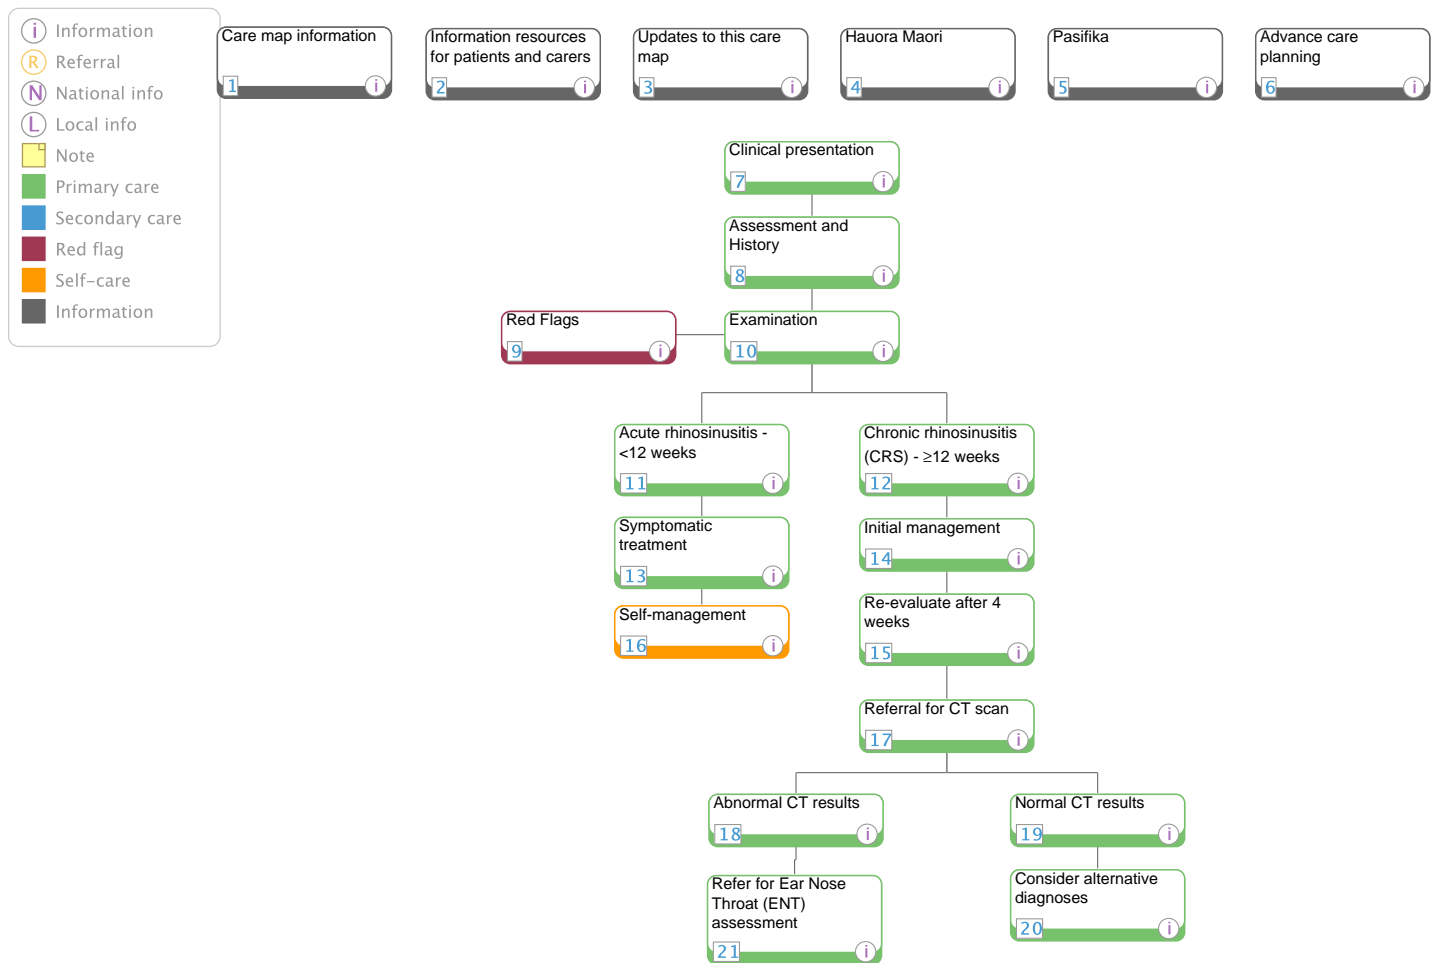 i Information
R Referral
N National info
L Local info
Note
Primary care
Secondary care
Red flag
Self-care
Information
Care map information
1 i
Information resources
for patients and carers
2 i
Updates to this care
map
3 i
Hauora Maori
4 i
Pasifika
5 i
Advance care
planning
6 i
Clinical presentation
7 i
Assessment and
History
8 i
Red Flags
9 i
Examination
10 i
Acute rhinosinusitis -
<12 weeks
11 i
Chronic rhinosinusitis
(CRS) - ≥12 weeks
12 i
Symptomatic
treatment
13 i
Initial management
14 i
Self-management
16 i
Re-evaluate after 4
weeks
15 i
Referral for CT scan
17 i
Abnormal CT results
18 i
Normal CT results
19 i
Refer for Ear Nose
Throat (ENT)
assessment
21 i
Consider alternative
diagnoses
20 i